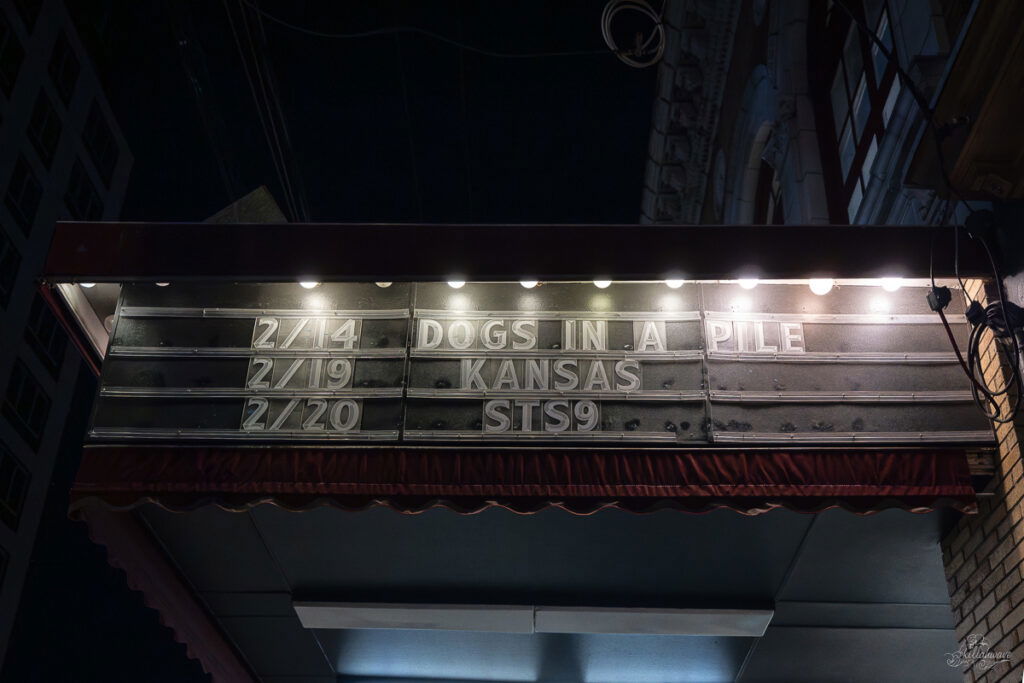 2/14 DOGS IN A PILE
2/19 KANSAS
2/20 STS9